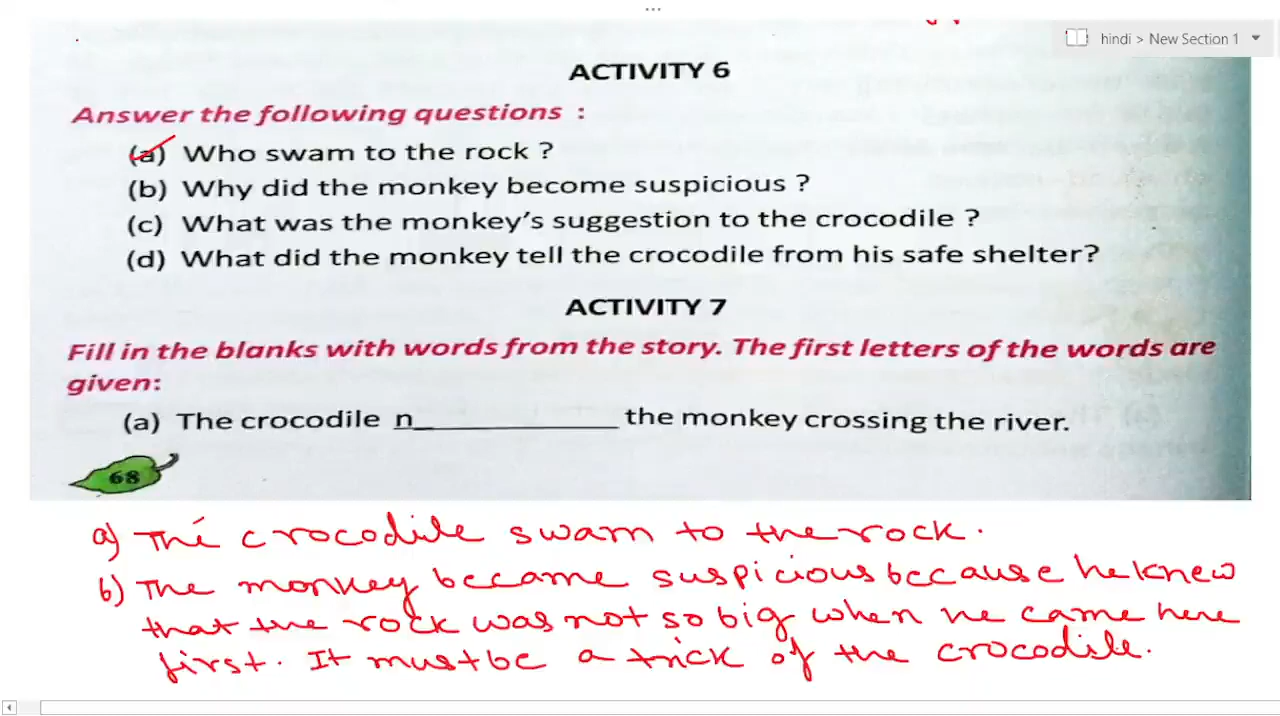 hindi > New Section 1
ACTIVITY 6
Answer the following questions :
(a) Who swam to the rock ?
(b) Why did the monkey become suspicious ?
(c) What was the monkey's suggestion to the crocodile ?
(d) What did the monkey tell the crocodile from his safe shelter?
ACTIVITY 7
Fill in the blanks with words from the story. The first letters of the words are
given:
(a) The crocodile n____________ the monkey crossing the river.
68
a) The crocodile swam to the rock.
b) The monkey became suspicious because he knew
that the rock was not so big when he came here
first. It must be a trick of the crocodile.